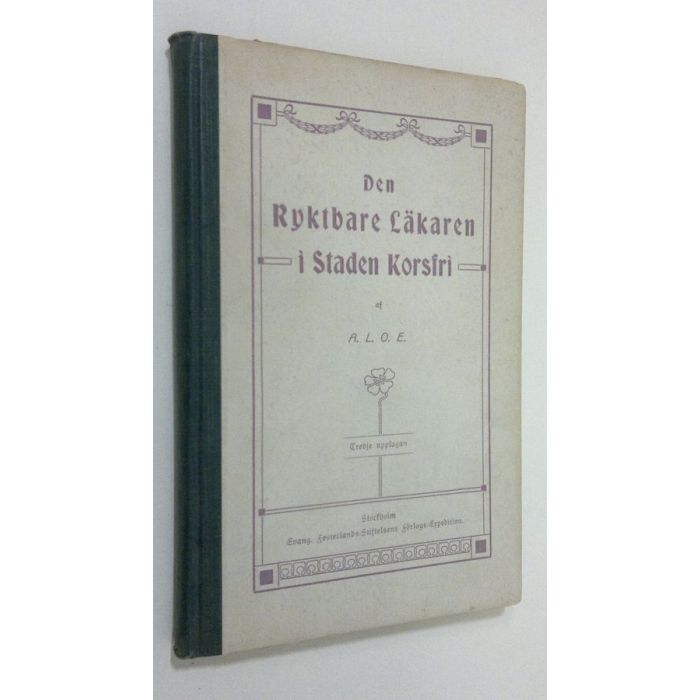 Den
Ryktbare Läkaren
i Staden Korsfri
af
A. L. O. E.
Tredje upplagan
Stockholm
Evang. Fosterlands-Stiftelsens Förlags-Expedition.